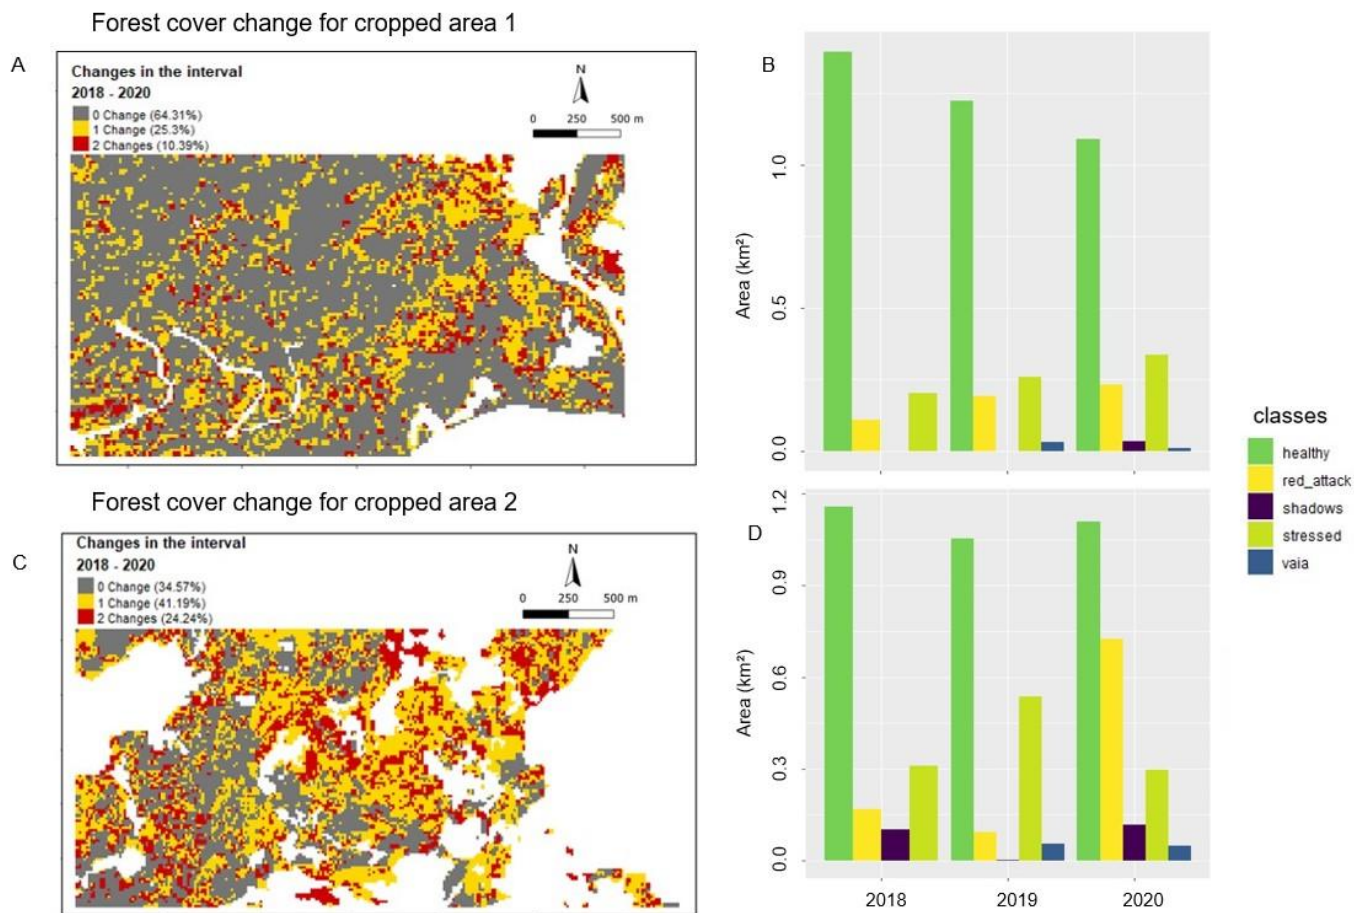 Forest cover change for cropped area 1
A
Changes in the interval
2018 - 2020
0 Change (64.31%)
1 Change (25.3%)
2 Changes (10.39%)
N
0 250 500 m
B
Area (km²)
1.0
0.5
0.0
Forest cover change for cropped area 2
C
Changes in the interval
2018 - 2020
0 Change (34.57%)
1 Change (41.19%)
2 Changes (24.24%)
N
0 250 500 m
D
Area (km²)
1.2
0.9
0.6
0.3
0.0
2018 2019 2020
classes
healthy
red_attack
shadows
stressed
vaia